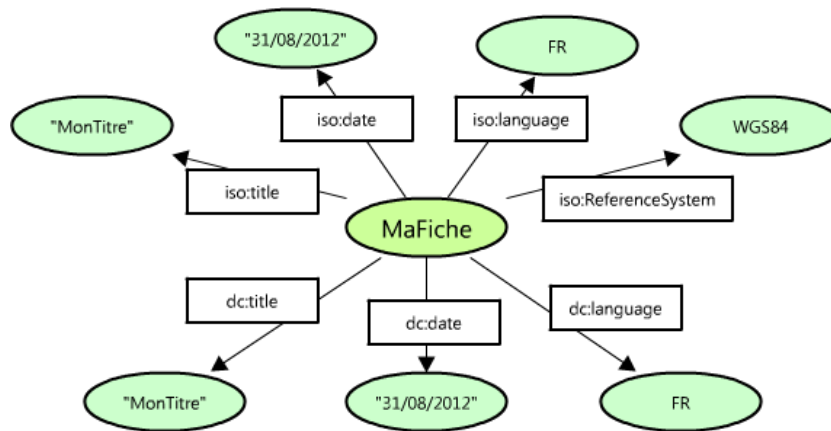 "31/08/2012"
FR
"MonTitre"
iso:date
iso:language
WGS84
iso:title
iso:ReferenceSystem
MaFiche
dc:title
dc:date
dc:language
"MonTitre"
"31/08/2012"
FR